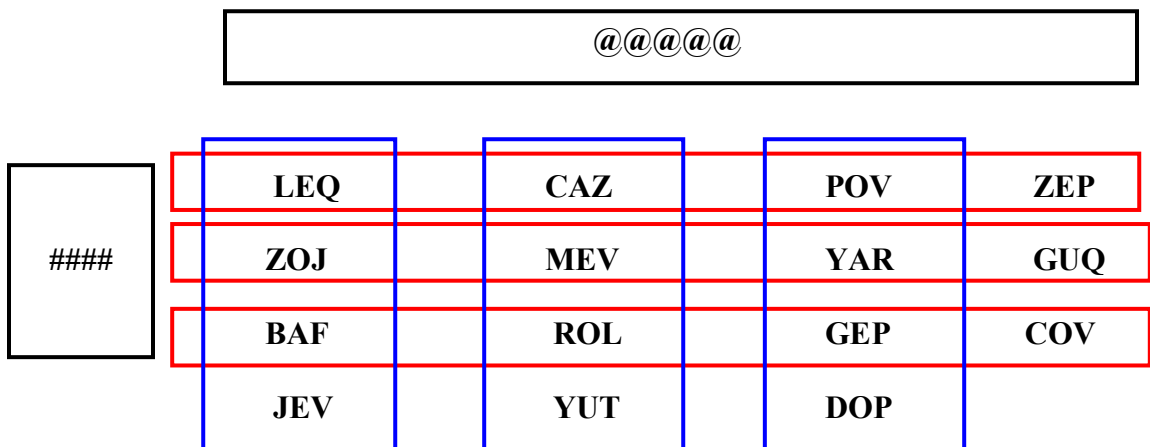 @@@@@
LEQ CAZ POV ZEP
#### ZOJ MEV YAR GUQ
BAF ROL GEP COV
JEV YUT DOP